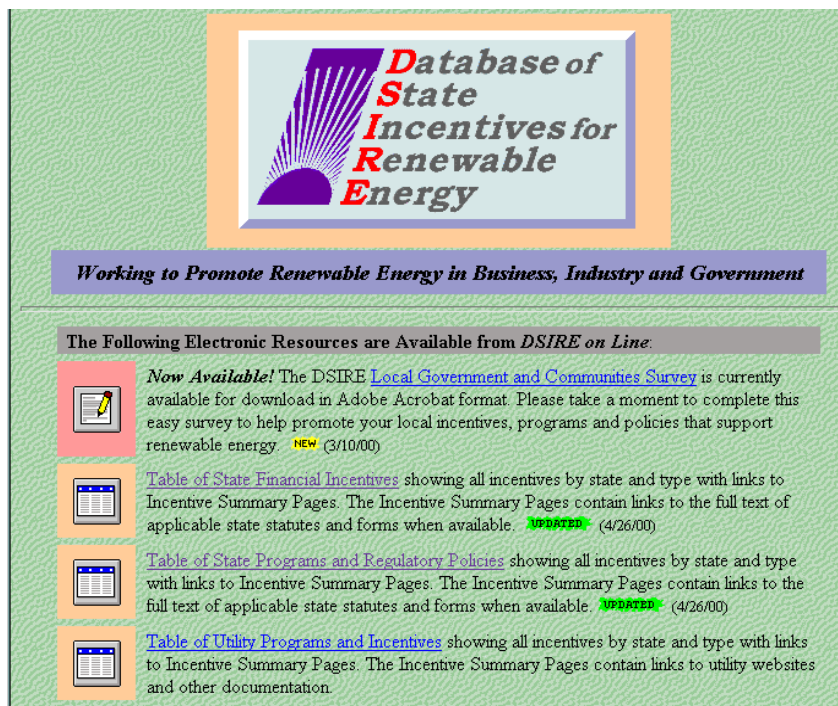 Database of
State
Incentives for
Renewable
Energy
Working to Promote Renewable Energy in Business, Industry and Government
The Following Electronic Resources are Available from DSIRE on Line:
Now Available! The DSIRE Local Government and Communities Survey is currently
available for download in Adobe Acrobat format. Please take a moment to complete this
easy survey to help promote your local incentives, programs and policies that support
renewable energy. NEW (3/10/00)
Table of State Financial Incentives showing all incentives by state and type with links to
Incentive Summary Pages. The Incentive Summary Pages contain links to the full text of
applicable state statutes and forms when available. UPDATED (4/26/00)
Table of State Programs and Regulatory Policies showing all incentives by state and type
with links to Incentive Summary Pages. The Incentive Summary Pages contain links to the
full text of applicable state statutes and forms when available. UPDATED (4/26/00)
Table of Utility Programs and Incentives showing all incentives by state and type with links
to Incentive Summary Pages. The Incentive Summary Pages contain links to utility websites
and other documentation.